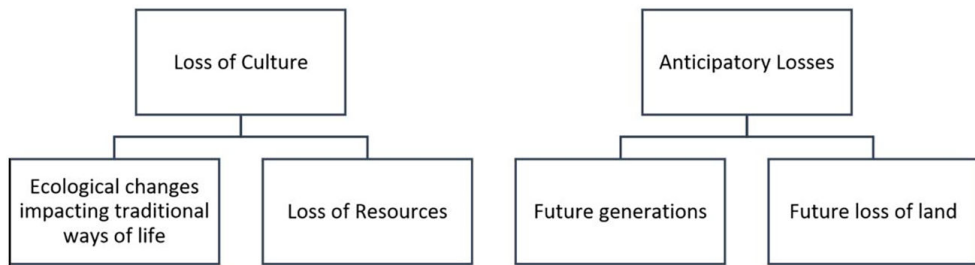 Loss of Culture
Anticipatory Losses
Ecological changes
impacting traditional
ways of life
Loss of Resources
Future generations
Future loss of land